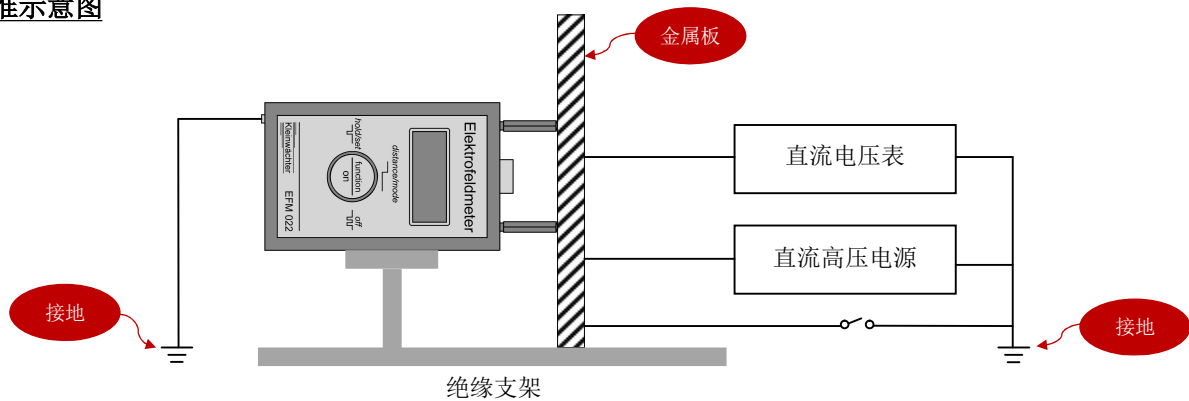 准示意图
金属板
Elektrofeldmeter
distance/mode
hold/set
function
on
off
Kleinwächter
EFM 022
直流电压表
直流高压电源
接地
接地
绝缘支架